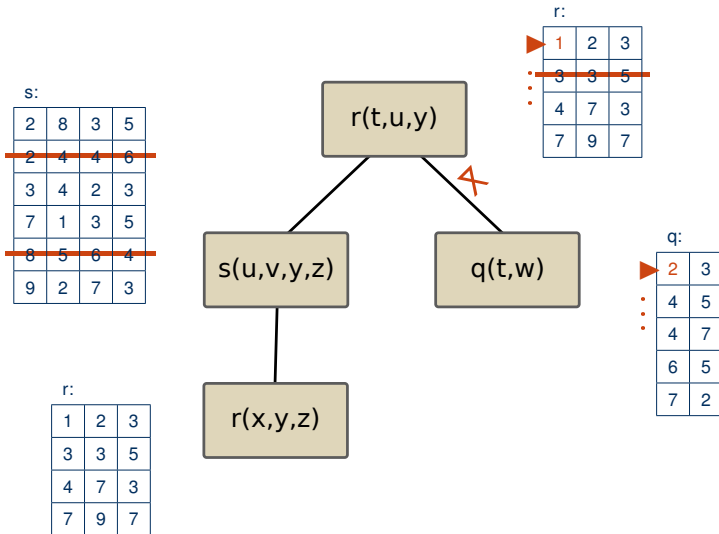 r:
1 2 3
3 3 5
4 7 3
7 9 7
s:
2 8 3 5
2 4 4 6
3 4 2 3
7 1 3 5
8 5 6 4
9 2 7 3
r(t,u,y)
⋉
s(u,v,y,z)
q(t,w)
q:
2 3
4 5
4 7
6 5
7 2
r(x,y,z)
r:
1 2 3
3 3 5
4 7 3
7 9 7